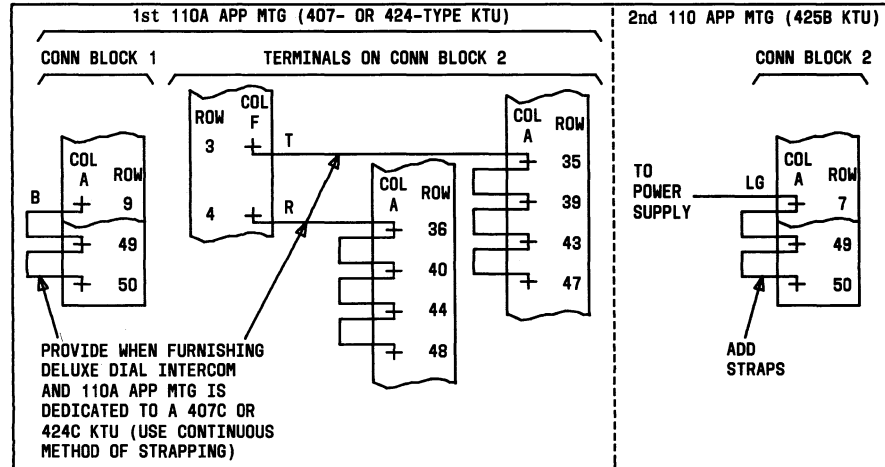 1st 110A APP MTG (407- OR 424-TYPE KTU)
2nd 110 APP MTG (425B KTU)
CONN BLOCK 1
TERMINALS ON CONN BLOCK 2
CONN BLOCK 2
ROW
COL
F
3
T
4
R
COL
A
ROW
35
39
43
47
COL
A
ROW
36
40
44
48
B
COL
A
ROW
9
49
50
TO
POWER
SUPPLY
LG
COL
A
ROW
7
49
50
PROVIDE WHEN FURNISHING
DELUXE DIAL INTERCOM
AND 110A APP MTG IS
DEDICATED TO A 407C OR
424C KTU (USE CONTINUOUS
METHOD OF STRAPPING)
ADD
STRAPS